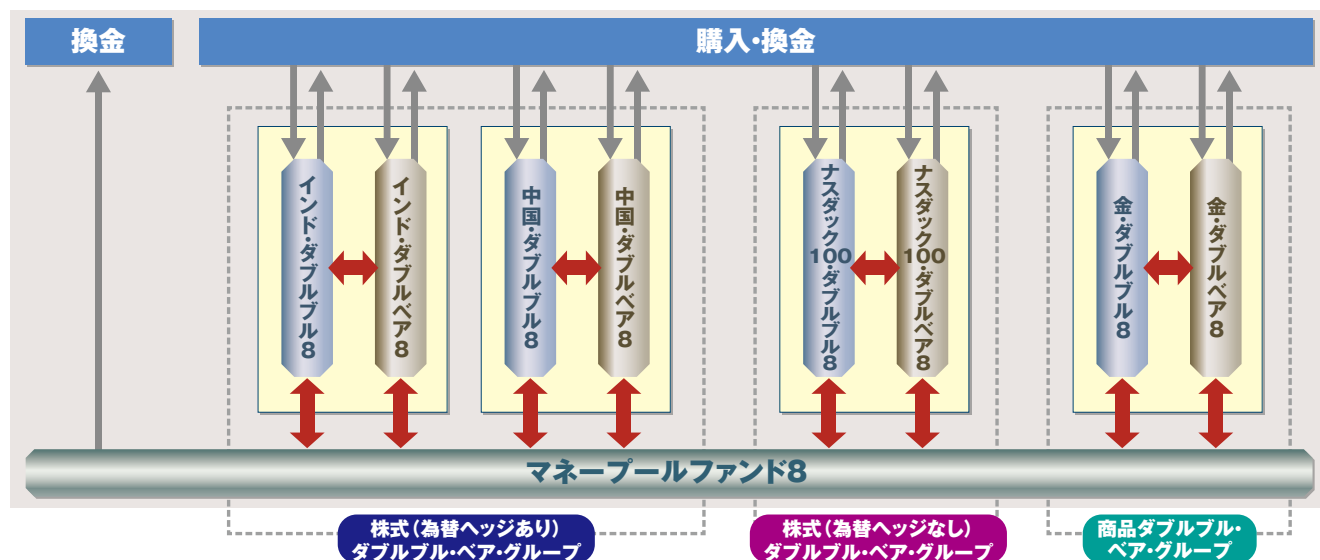 換金
購入・換金
インド・ダブルブル8
インド・ダブルベア8
中国・ダブルブル8
中国・ダブルベア8
ナスダック100・ダブルブル8
ナスダック100・ダブルベア8
金・ダブルブル8
金・ダブルベア8
マネープールファンド8
株式(為替ヘッジあり)
ダブルブル・ベア・グループ
株式(為替ヘッジなし)
ダブルブル・ベア・グループ
商品ダブルブル・
ベア・グループ